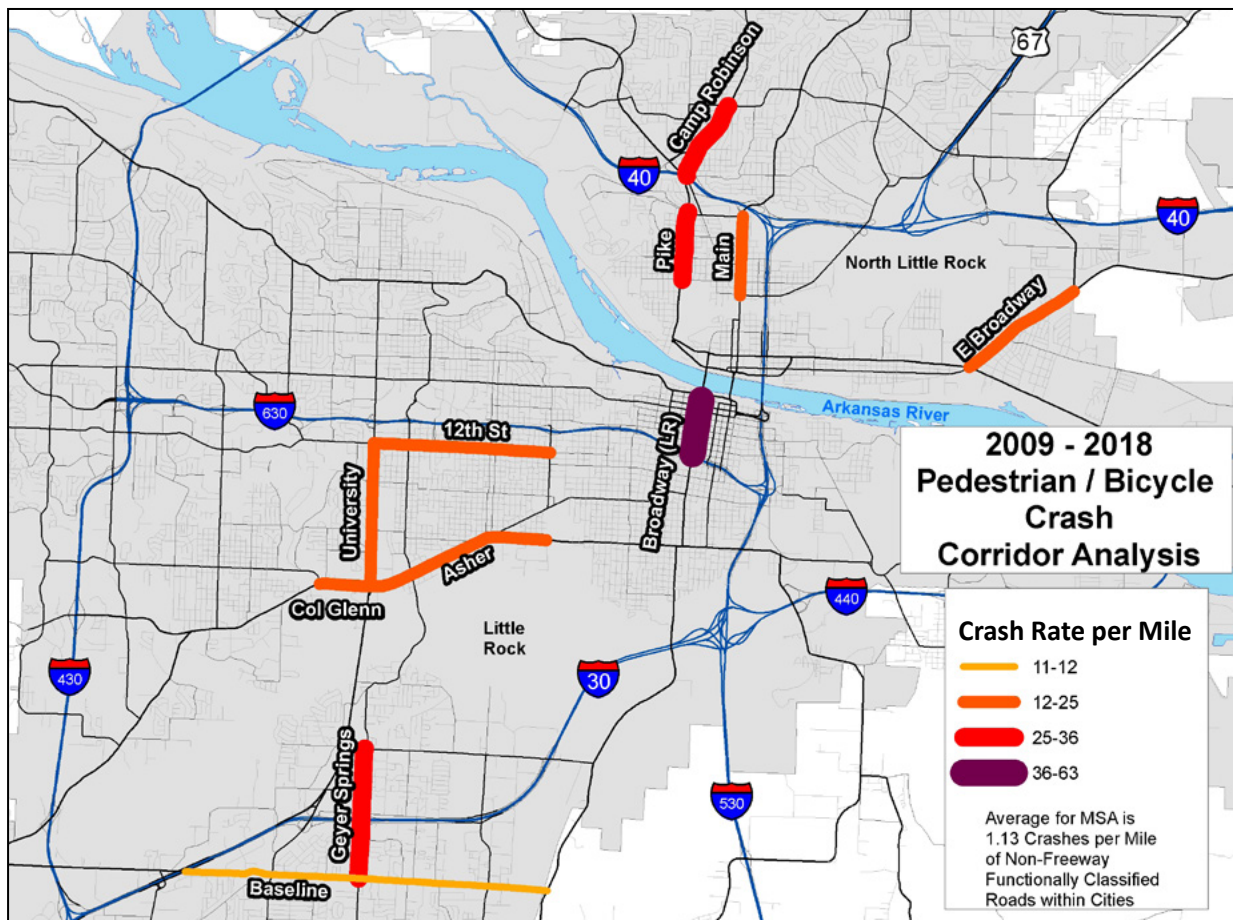 67
Camp Robinson
40
40
Pike
Main
North Little Rock
E Broadway
630
12th St
Arkansas River
Broadway (LR)
University
Asher
Col Glenn
2009 - 2018
Pedestrian / Bicycle
Crash
Corridor Analysis
440
Little
Rock
430
30
Crash Rate per Mile
11-12
12-25
25-36
36-63
Geyer Springs
530
Average for MSA is
1.13 Crashes per Mile
of Non-Freeway
Functionally Classified
Roads within Cities
Baseline